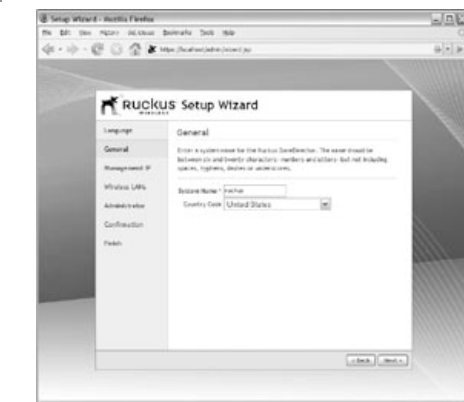 Setup Wizard - Mozilla Firefox
File Edit View History Bookmarks Tools Help
Ruckus Setup Wizard
WIRELESS
Language
General
Management IP
Wireless LANs
Administrator
Confirmation
Finish
General
Enter a system name for the Ruckus ZoneDirector. The name should be
between six and twenty characters- numbers and letters- but not including
spaces, hyphens, dashes or underscores.
System Name * ruckus
Country Code United States
< Back Next >